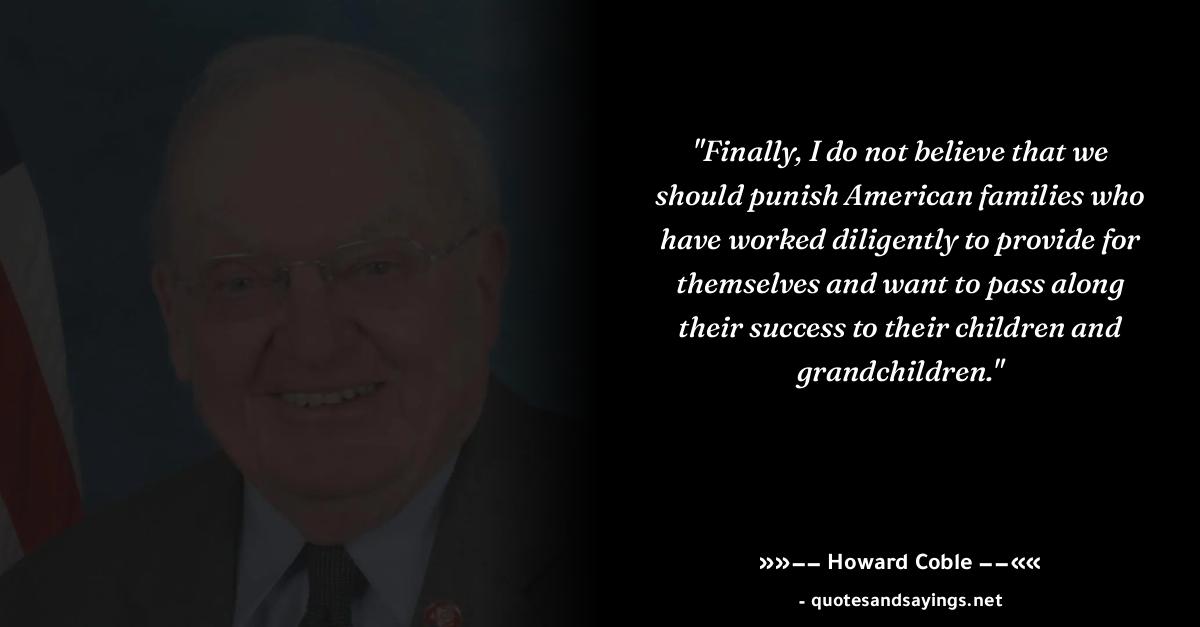 "Finally, I do not believe that we
should punish American families who
have worked diligently to provide for
themselves and want to pass along
their success to their children and
grandchildren."
»»—— Howard Coble ——««
- quotesandsayings.net